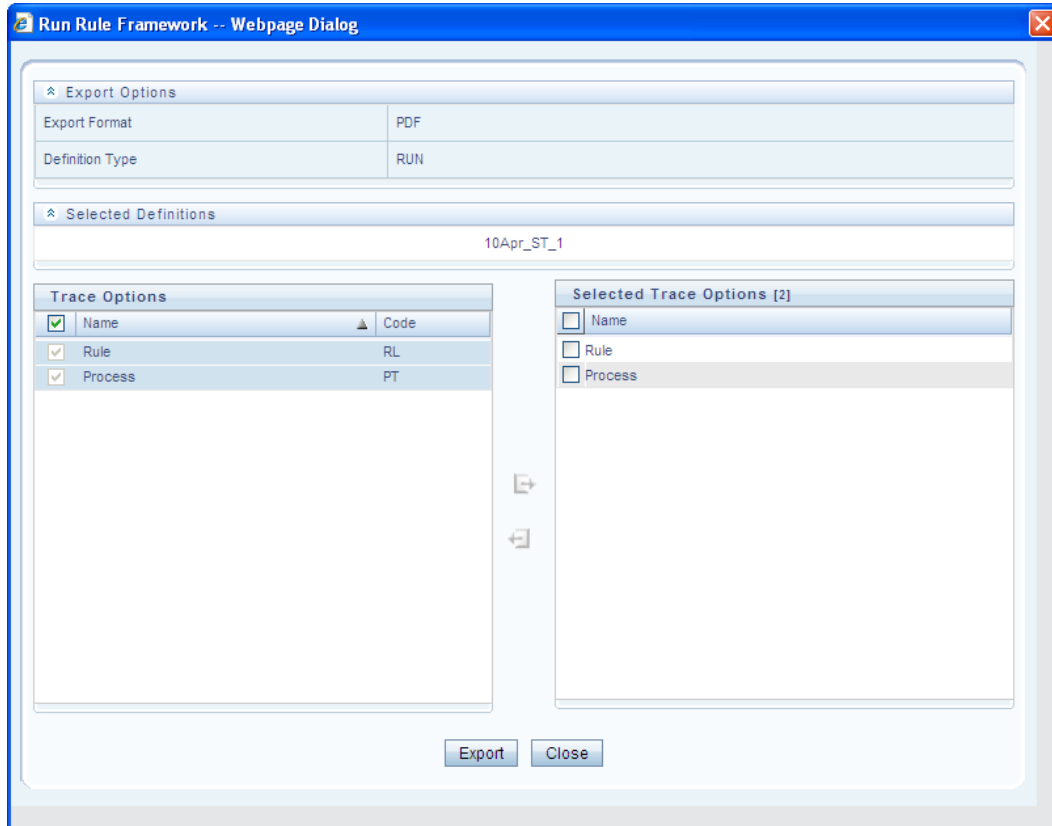 Run Rule Framework -- Webpage Dialog
Export Options
Export Format PDF
Definition Type RUN
Selected Definitions
10Apr_ST_1
Trace Options
Name Code
Rule RL
Process PT
Selected Trace Options [2]
Name
Rule
Process
Export Close